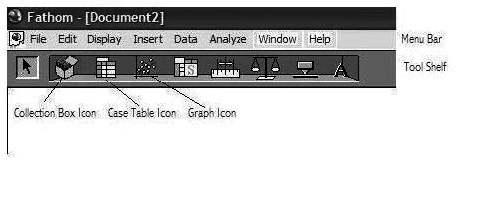 Fathom - [Document2]
File Edit Display Insert Data Analyze Window Help Menu Bar
S A Tool Shelf
Collection Box Icon Case Table Icon Graph Icon